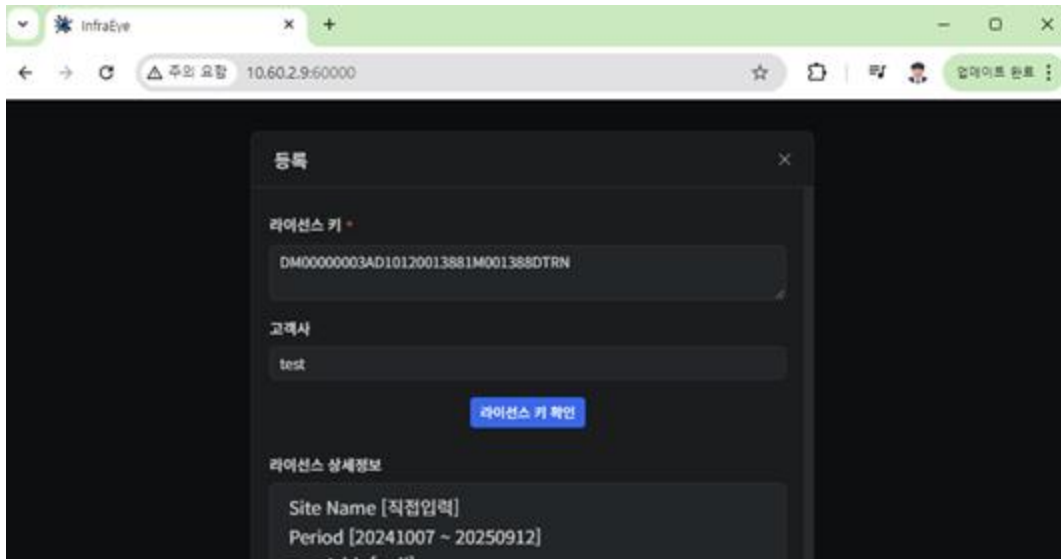 InfraEye
주의 요함
10.60.2.9:60000
업데이트 완료
등록
라이선스 키 *
DM00000003AD10120013881M001388DTRN
고객사
test
라이선스 키 확인
라이선스 상세정보
Site Name [직접입력]
Period [20241007 ~ 20250912]